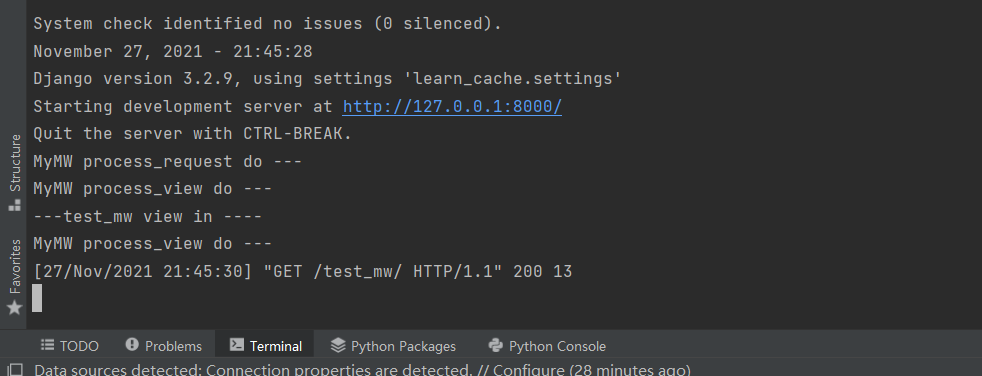 System check identified no issues (0 silenced).
November 27, 2021 - 21:45:28
Django version 3.2.9, using settings 'learn_cache.settings'
Starting development server at http://127.0.0.1:8000/
Quit the server with CTRL-BREAK.
MyMW process_request do ---
MyMW process_view do ---
---test_mw view in ----
MyMW process_view do ---
[27/Nov/2021 21:45:30] "GET /test_mw/ HTTP/1.1" 200 13
Structure
Favorites
TODO Problems Terminal Python Packages Python Console
Data sources detected: Connection properties are detected. // Configure (28 minutes ago)